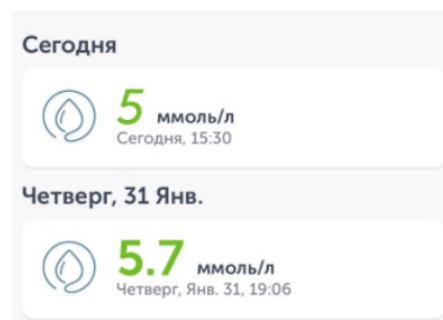 Сегодня
5 ммоль/л
Сегодня, 15:30
Четверг, 31 Янв.
5.7 ммоль/л
Четверг, Янв. 31, 19:06